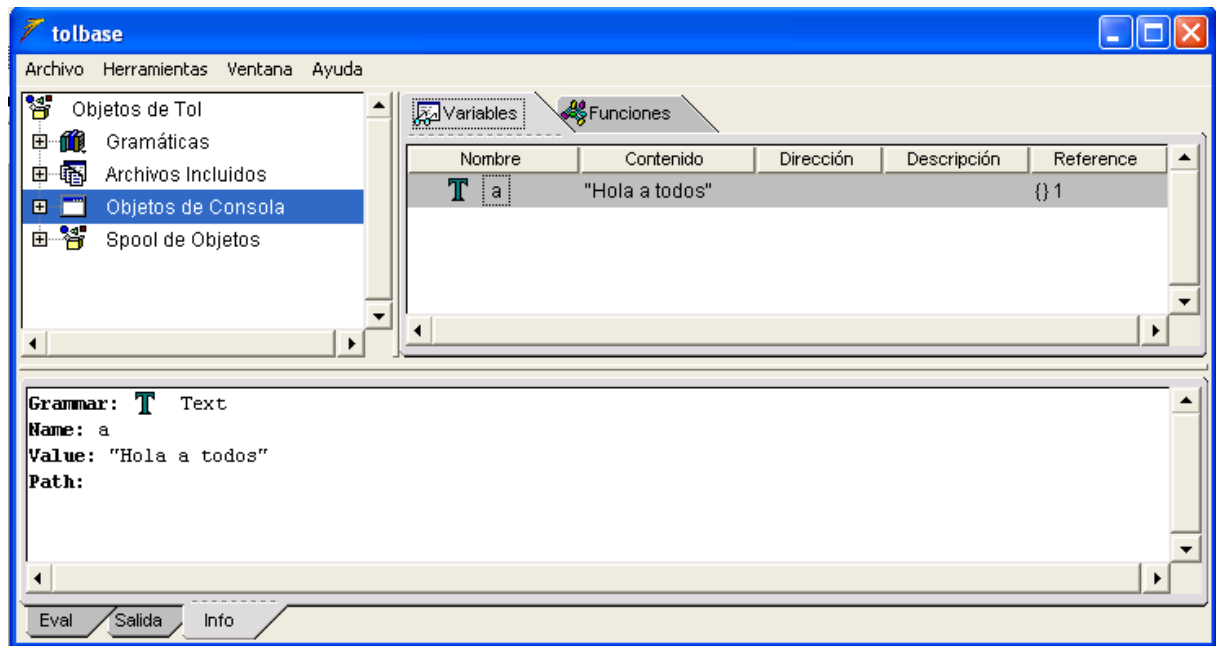 tolbase
Archivo Herramientas Ventana Ayuda
Objetos de Tol
Gramáticas
Archivos Incluidos
Objetos de Consola
Spool de Objetos
Variables Funciones
Nombre Contenido Dirección Descripción Reference
T a "Hola a todos" {} 1
Grammar: T Text
Name: a
Value: "Hola a todos"
Path:
Eval Salida Info